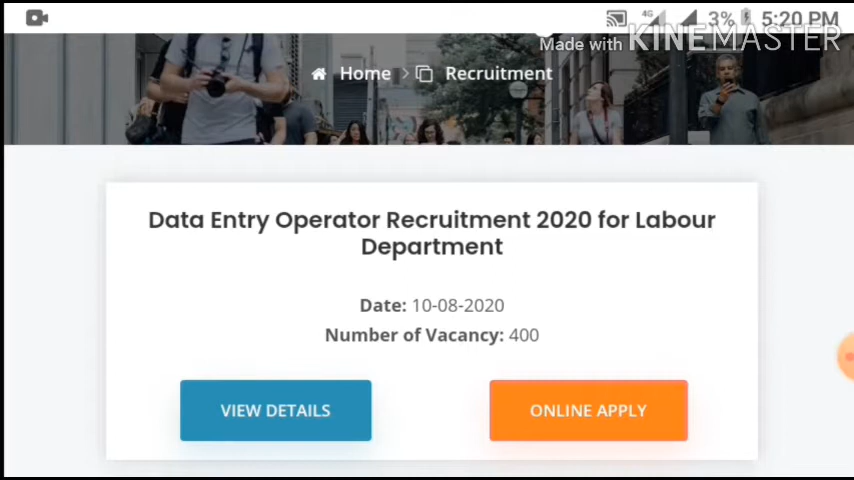 4G 3% 5:20 PM
Made with KINEMASTER
Home > Recruitment
Data Entry Operator Recruitment 2020 for Labour
Department
Date: 10-08-2020
Number of Vacancy: 400
VIEW DETAILS ONLINE APPLY